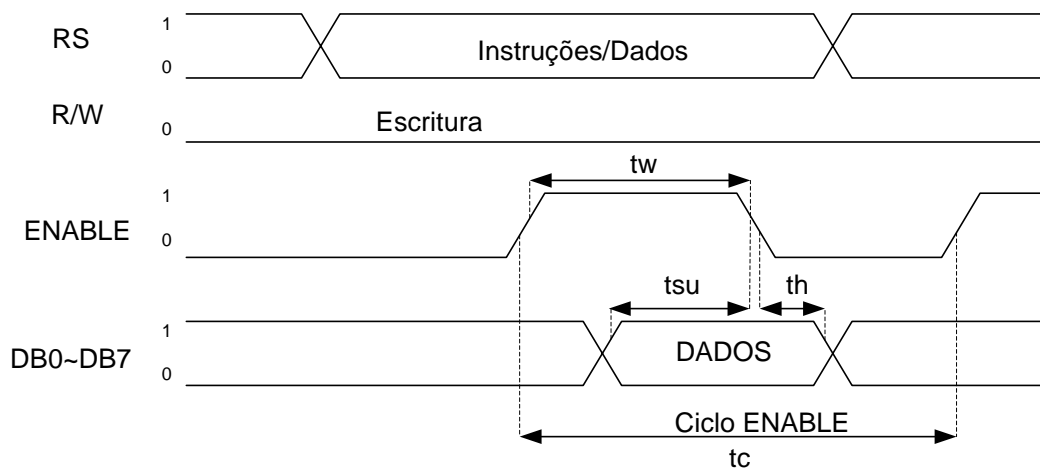 RS
1
0
Instruções/Dados
R/W
0
Escritura
tw
ENABLE
1
0
tsu
th
DB0~DB7
1
0
DADOS
Ciclo ENABLE
tc